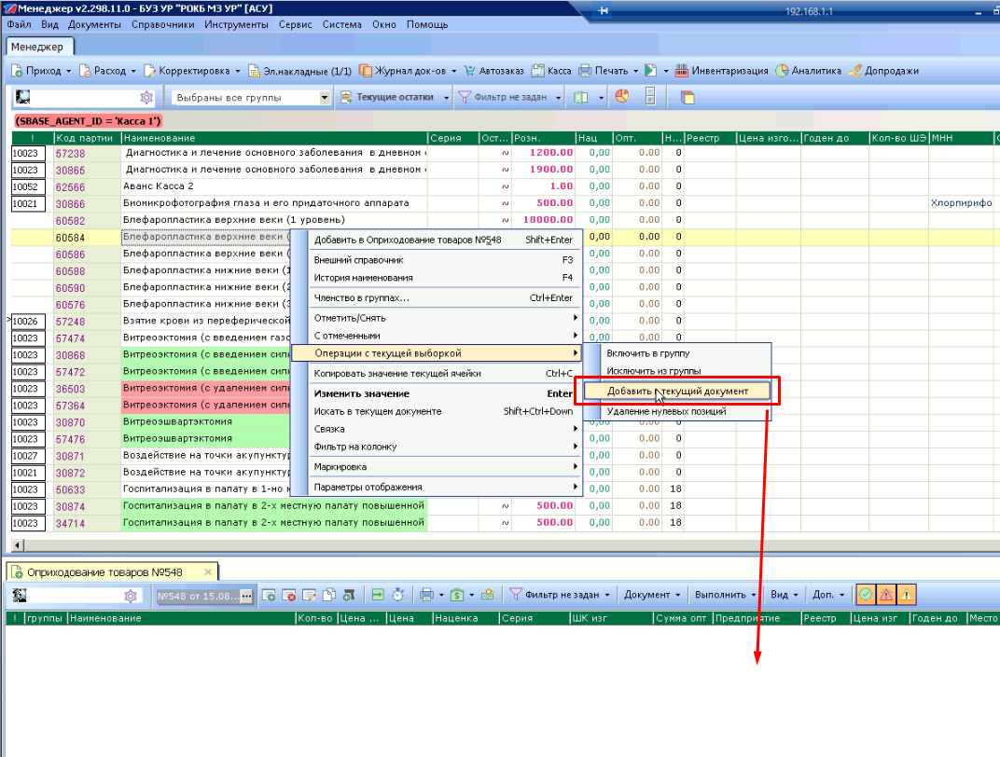 Менеджер v2.298.11.0 - БУЗ УР "РОКБ МЗ УР" [АСУ]
192.168.1.1
Файл Вид Документы Справочники Инструменты Сервис Система Окно Помощь
Менеджер
Приход Расход Корректировка Эл.накладные (1/1) Журнал док-ов Автозаказ Касса Печать Инвентаризация Аналитика Допродажи
Выбраны все группы Текущие остатки Фильтр не задан
(SBASE_AGENT_ID = 'Касса 1')
! Код партии Наименование Серия Ост... Розн. Нац Опт. Н... Реестр Цена изго... Годен до Кол-во ШЭ МНН
10023 57238 Диагностика и лечение основного заболевания в дневном ~ 1200.00 0,00 0.00 0
10023 30865 Диагностика и лечение основного заболевания в дневном ~ 1900.00 0,00 0.00 0
10052 62566 Аванс Касса 2 ~ 1.00 0,00 0.00 0
10021 30866 Биомикрофотография глаза и его придаточного аппарата ~ 500.00 0,00 0.00 0 Хлорпирифо
60582 Блефаропластика верхние веки (1 уровень) ~ 18000.00 0,00 0.00 0
60584 Блефаропластика верхние веки ( 0,00 0.00 0
60586 Блефаропластика верхние веки ( 0,00 0.00 0
60588 Блефаропластика нижние веки (1 0,00 0.00 0
60590 Блефаропластика нижние веки (2 0,00 0.00 0
60576 Блефаропластика нижние веки (3 0,00 0.00 0
10026 57248 Взятие крови из переферической 0,00 0.00 0
10023 57474 Витреоэктомия (с введением газо 0,00 0.00 0
10023 30868 Витреоэктомия (с введением сили
10023 57472 Витреоэктомия (с введением сили
10023 36503 Витреоэктомия (с удалением сили
10023 57364 Витреоэктомия (с удалением сили
10023 30870 Витреоэшвартэктомия 0,00 0.00 0
10023 57476 Витреоэшвартэктомия 0,00 0.00 0
10027 30871 Воздействие на точки акупунктур 0,00 0.00 0
10021 30872 Воздействие на точки акупунктур 0,00 0.00 0
10023 50633 Госпитализация в палату в 1-но м 0,00 0.00 18
10023 30874 Госпитализация в палату в 2-х местную палату повышенной ~ 500.00 0,00 0.00 18
10023 34714 Госпитализация в палату в 2-х местную палату повышенной ~ 500.00 0,00 0.00 18
Добавить в Оприходование товаров №548 Shift+Enter
Внешний справочник F3
История наименования F4
Членство в группах... Ctrl+Enter
Отметить/Снять
С отмеченными
Операции с текущей выборкой
Копировать значение текущей ячейки Ctrl+C
Изменить значение Enter
Искать в текущем документе Shift+Ctrl+Down
Связка
Фильтр на колонку
Маркировка
Параметры отображения
Включить в группу
Исключить из группы
Добавить в текущий документ
Удаление нулевых позиций
Оприходование товаров №548
№548 от 15.08.... Фильтр не задан Документ Выполнить Вид Доп.
! группы Наименование Кол-во Цена ... Цена Наценка Серия ШК изг Сумма опт Предприятие Реестр Цена изг Годен до Место